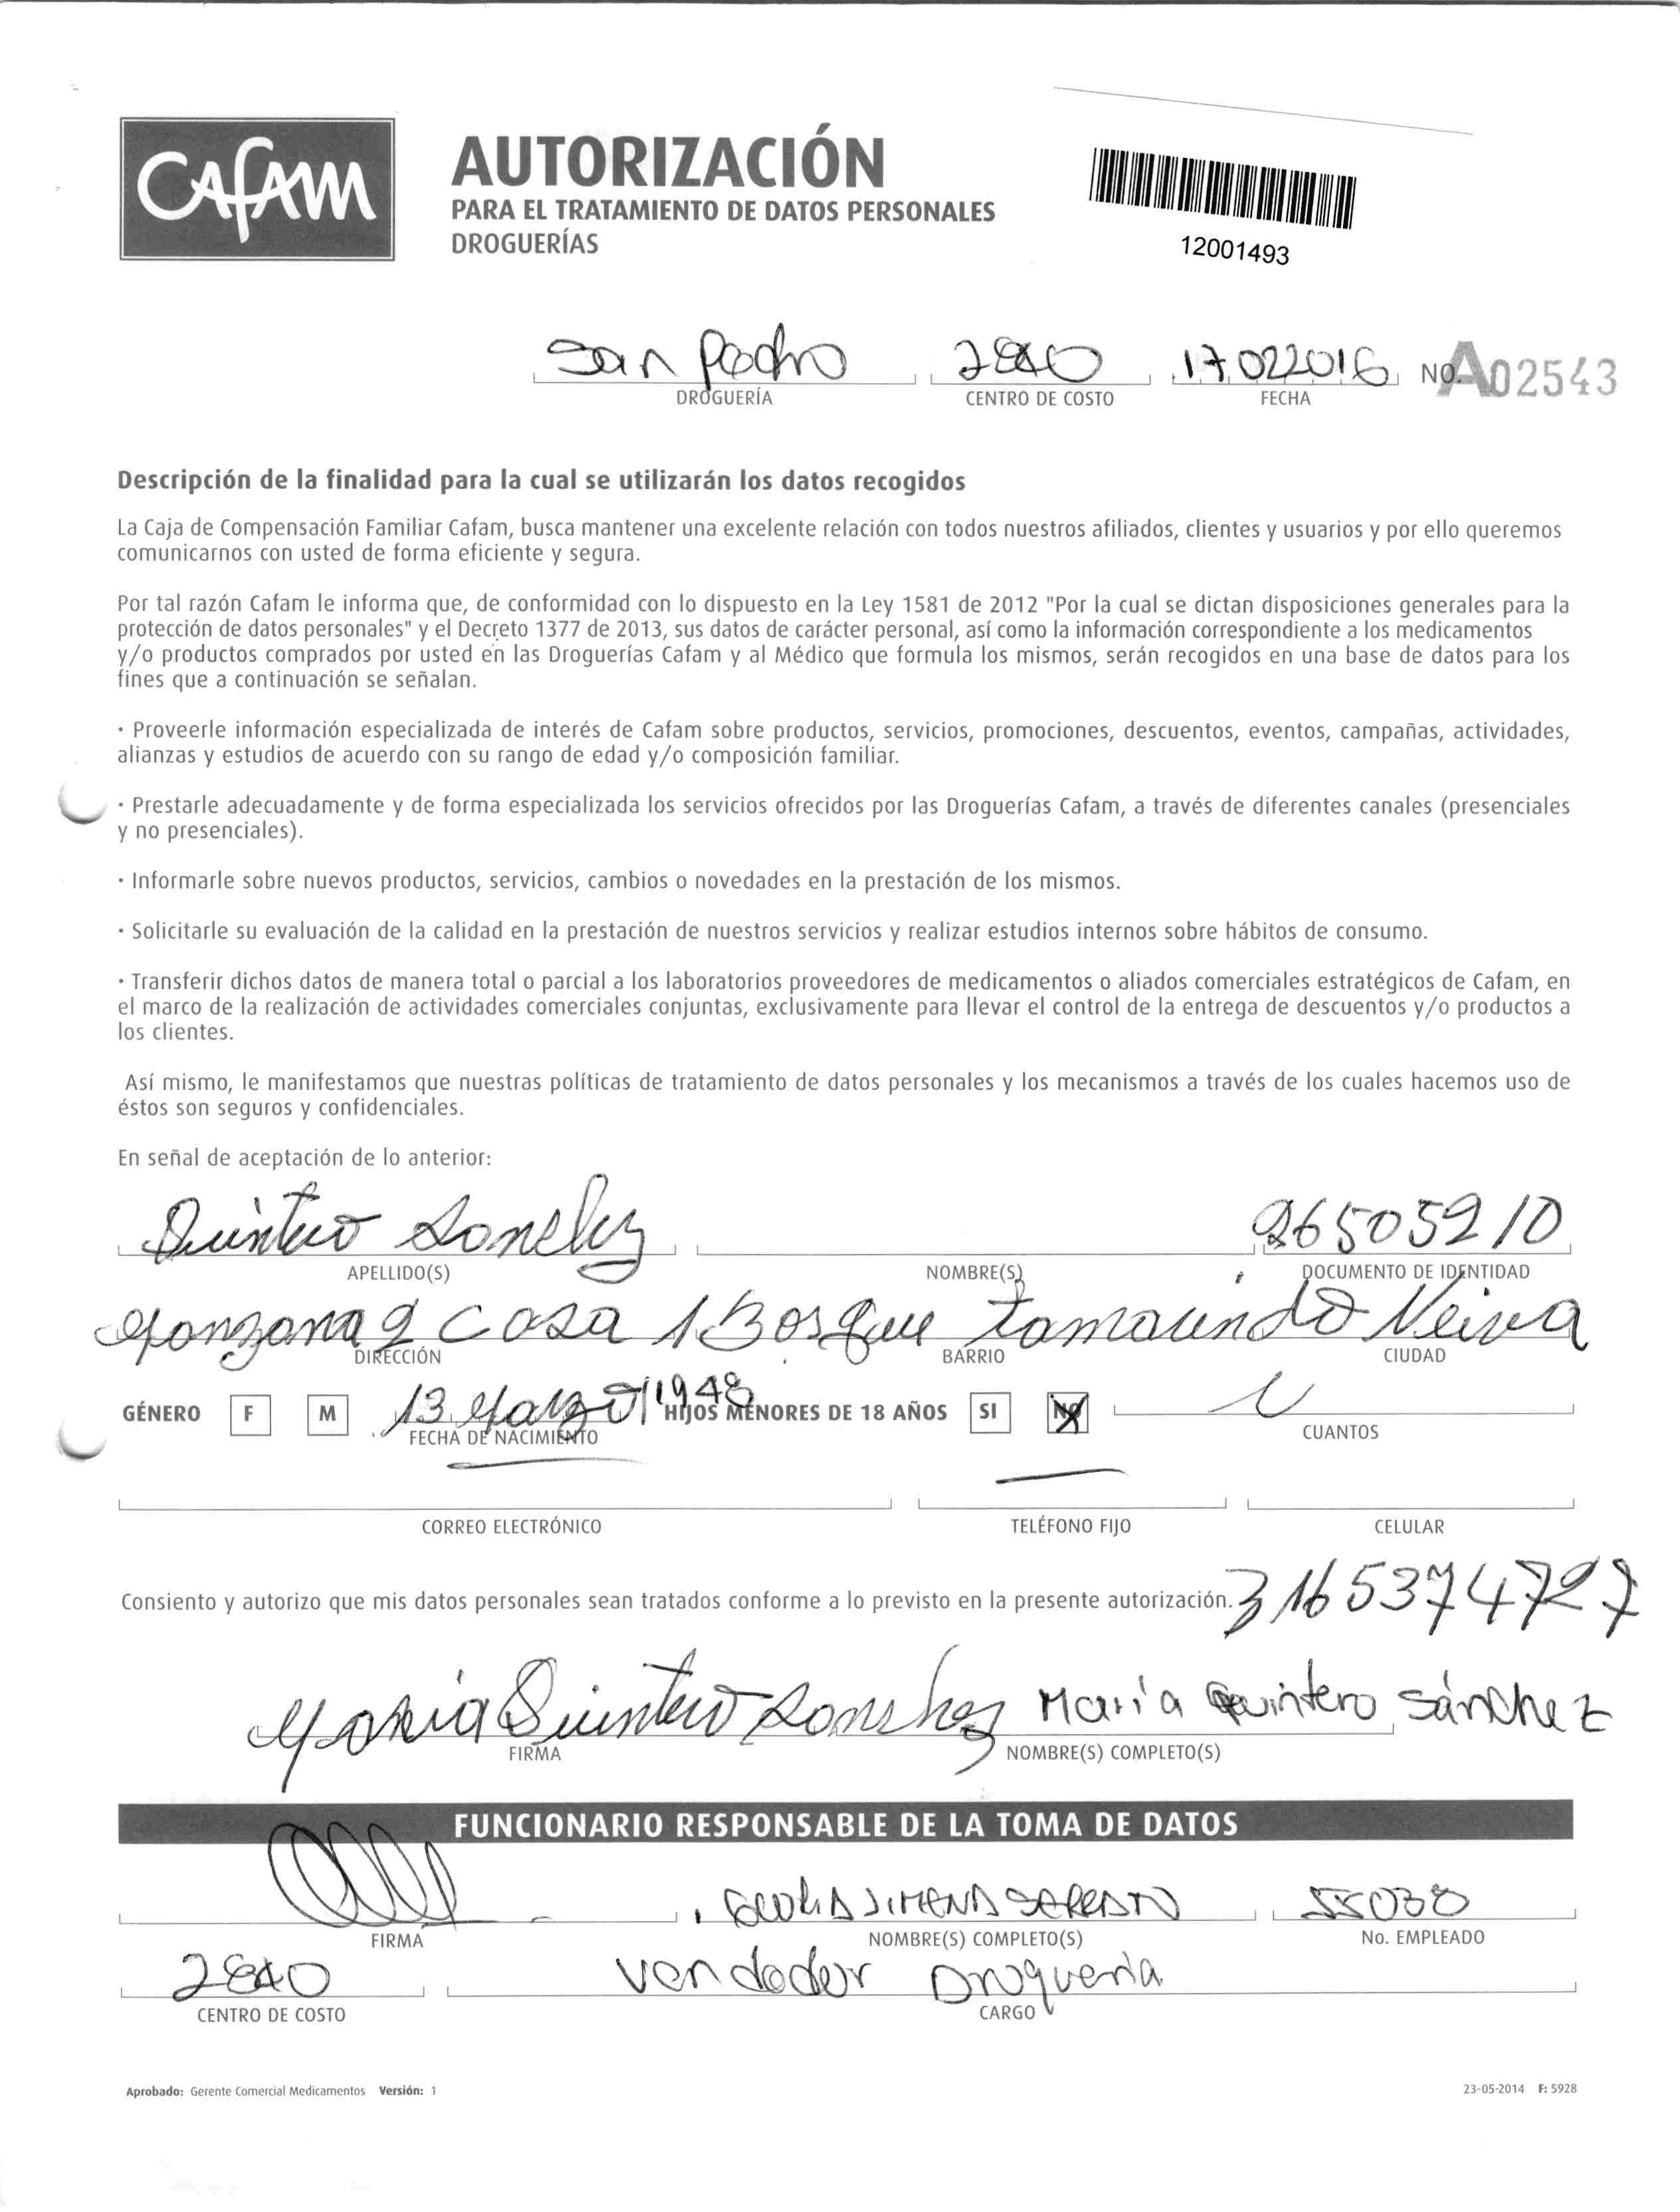 CAFAM
AUTORIZACIÓN
PARA EL TRATAMIENTO DE DATOS PERSONALES
DROGUERÍAS
12001493
San Pedro 2840 17022016 NO. A02543
DROGUERÍA CENTRO DE COSTO FECHA
Descripción de la finalidad para la cual se utilizarán los datos recogidos
La Caja de Compensación Familiar Cafam, busca mantener una excelente relación con todos nuestros afiliados, clientes y usuarios y por ello queremos
comunicarnos con usted de forma eficiente y segura.
Por tal razón Cafam le informa que, de conformidad con lo dispuesto en la Ley 1581 de 2012 "Por la cual se dictan disposiciones generales para la
protección de datos personales" y el Decreto 1377 de 2013, sus datos de carácter personal, así como la información correspondiente a los medicamentos
y/o productos comprados por usted en las Droguerías Cafam y al Médico que formula los mismos, serán recogidos en una base de datos para los
fines que a continuación se señalan.
· Proveerle información especializada de interés de Cafam sobre productos, servicios, promociones, descuentos, eventos, campañas, actividades,
alianzas y estudios de acuerdo con su rango de edad y/o composición familiar.
· Prestarle adecuadamente y de forma especializada los servicios ofrecidos por las Droguerías Cafam, a través de diferentes canales (presenciales
y no presenciales).
· Informarle sobre nuevos productos, servicios, cambios o novedades en la prestación de los mismos.
· Solicitarle su evaluación de la calidad en la prestación de nuestros servicios y realizar estudios internos sobre hábitos de consumo.
· Transferir dichos datos de manera total o parcial a los laboratorios proveedores de medicamentos o aliados comerciales estratégicos de Cafam, en
el marco de la realización de actividades comerciales conjuntas, exclusivamente para llevar el control de la entrega de descuentos y/o productos a
los clientes.
Así mismo, le manifestamos que nuestras políticas de tratamiento de datos personales y los mecanismos a través de los cuales hacemos uso de
éstos son seguros y confidenciales.
En señal de aceptación de lo anterior:
Quintero Sanchez 26505910
APELLIDO(S) NOMBRE(S) DOCUMENTO DE IDENTIDAD
Manzana 2 Casa 1 Bosque Tamarindo Neiva
DIRECCIÓN BARRIO CIUDAD
GÉNERO F M 13 Marzo 1948 HIJOS MENORES DE 18 AÑOS SI NO
FECHA DE NACIMIENTO CUANTOS
CORREO ELECTRÓNICO TELÉFONO FIJO CELULAR
Consiento y autorizo que mis datos personales sean tratados conforme a lo previsto en la presente autorización. 3165374727
Maria Quintero Sanchez María Quintero Sánchez
FIRMA NOMBRE(S) COMPLETO(S)
FUNCIONARIO RESPONSABLE DE LA TOMA DE DATOS
JIMENA 55038
FIRMA NOMBRE(S) COMPLETO(S) No. EMPLEADO
2840 Vendedor Droguería
CENTRO DE COSTO CARGO
Aprobado: Gerente Comercial Medicamentos Versión: 1 23-05-2014 F: 5928